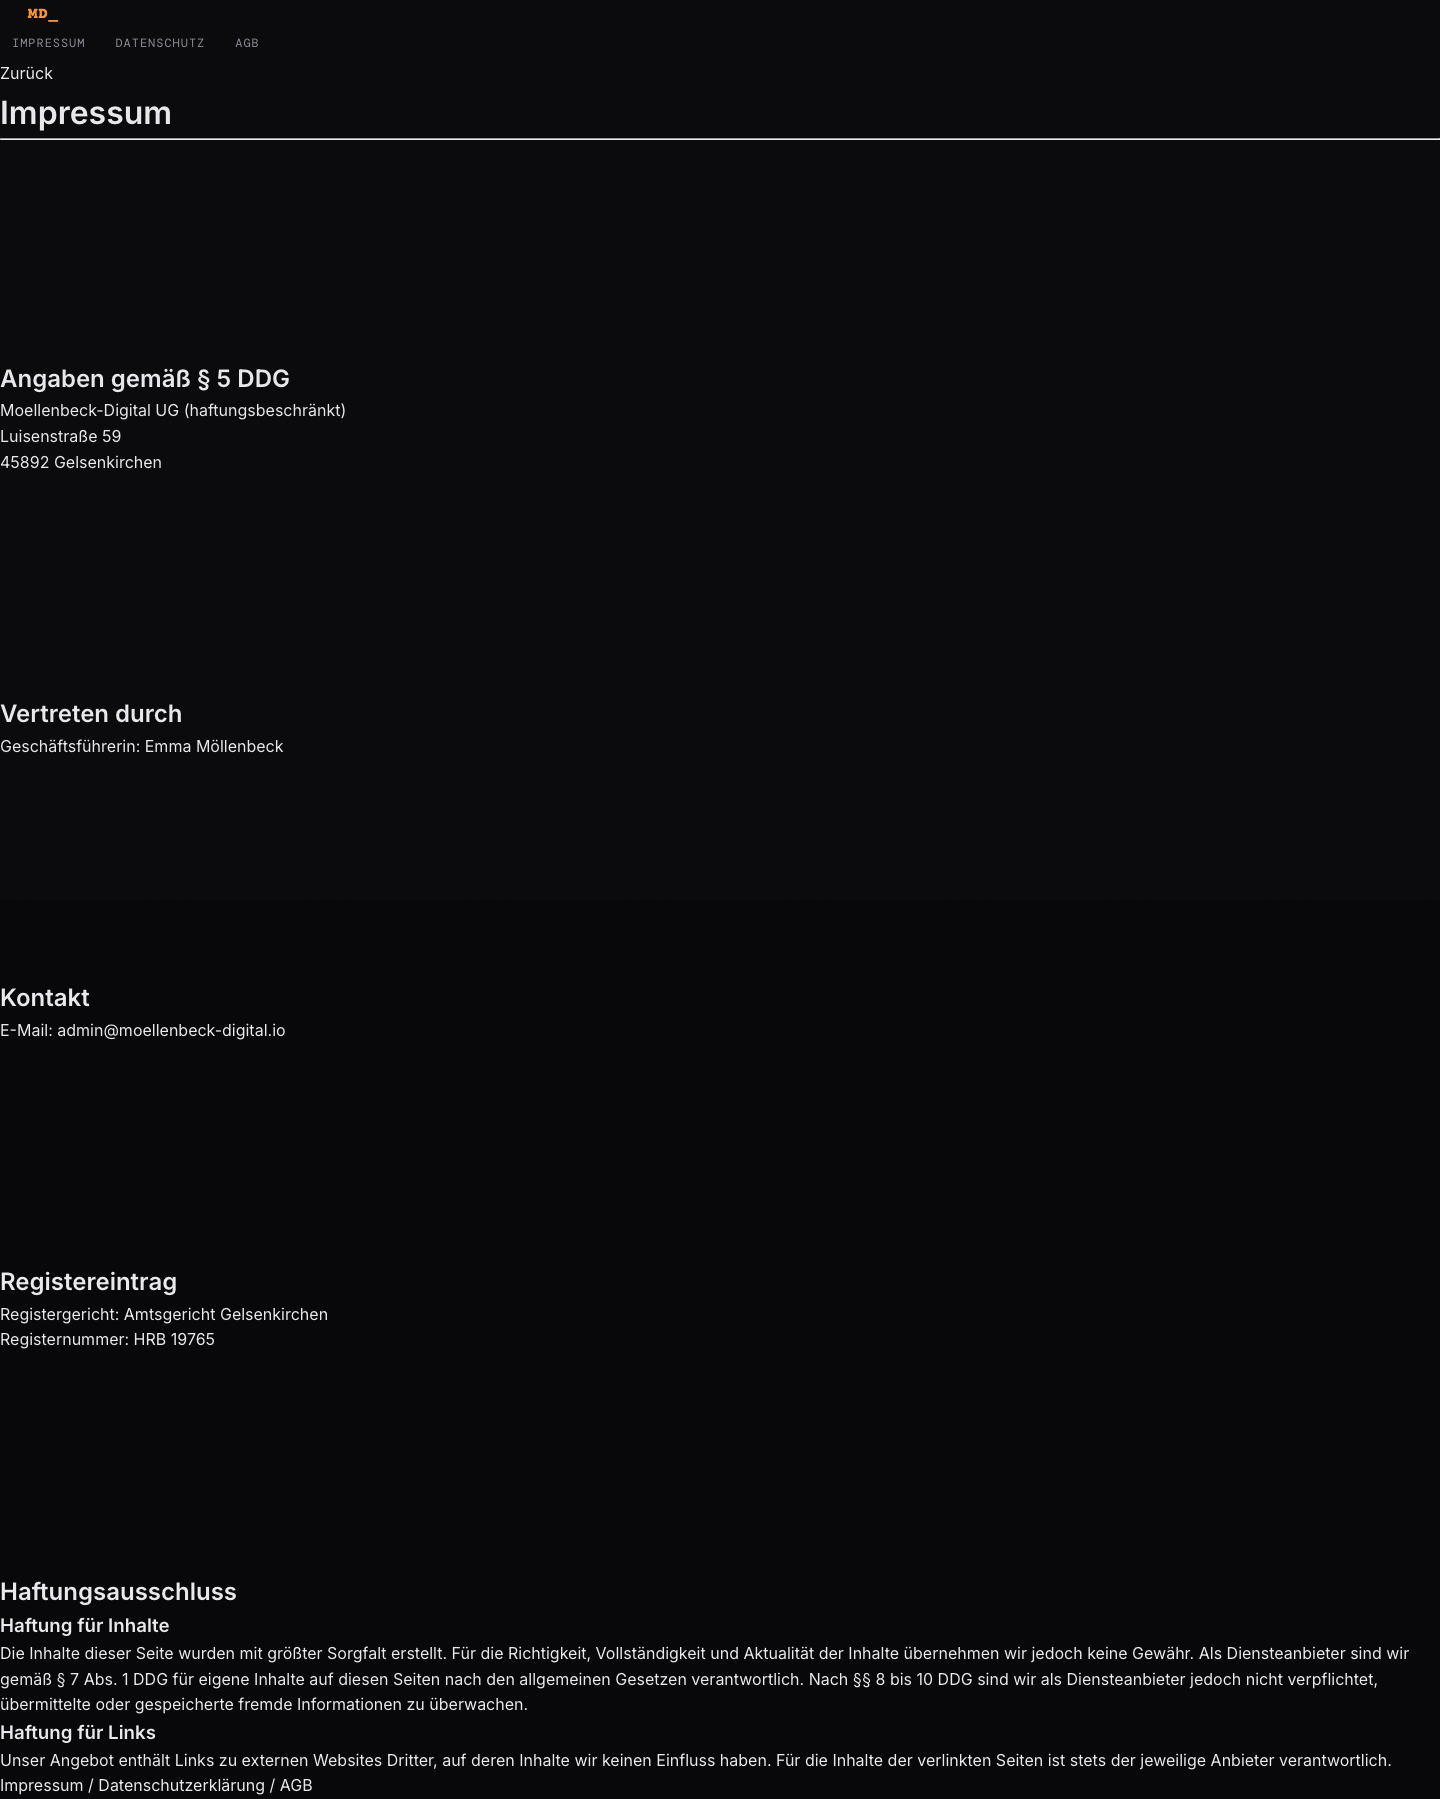 MD_
IMPRESSUM DATENSCHUTZ AGB
Zurück
Impressum
Angaben gemäß § 5 DDG
Moellenbeck-Digital UG (haftungsbeschränkt)
Luisenstraße 59
45892 Gelsenkirchen
Vertreten durch
Geschäftsführerin: Emma Möllenbeck
Kontakt
E-Mail: admin@moellenbeck-digital.io
Registereintrag
Registergericht: Amtsgericht Gelsenkirchen
Registernummer: HRB 19765
Haftungsausschluss
Haftung für Inhalte
Die Inhalte dieser Seite wurden mit größter Sorgfalt erstellt. Für die Richtigkeit, Vollständigkeit und Aktualität der Inhalte übernehmen wir jedoch keine Gewähr. Als Diensteanbieter sind wir
gemäß § 7 Abs. 1 DDG für eigene Inhalte auf diesen Seiten nach den allgemeinen Gesetzen verantwortlich. Nach §§ 8 bis 10 DDG sind wir als Diensteanbieter jedoch nicht verpflichtet,
übermittelte oder gespeicherte fremde Informationen zu überwachen.
Haftung für Links
Unser Angebot enthält Links zu externen Websites Dritter, auf deren Inhalte wir keinen Einfluss haben. Für die Inhalte der verlinkten Seiten ist stets der jeweilige Anbieter verantwortlich.
Impressum / Datenschutzerklärung / AGB